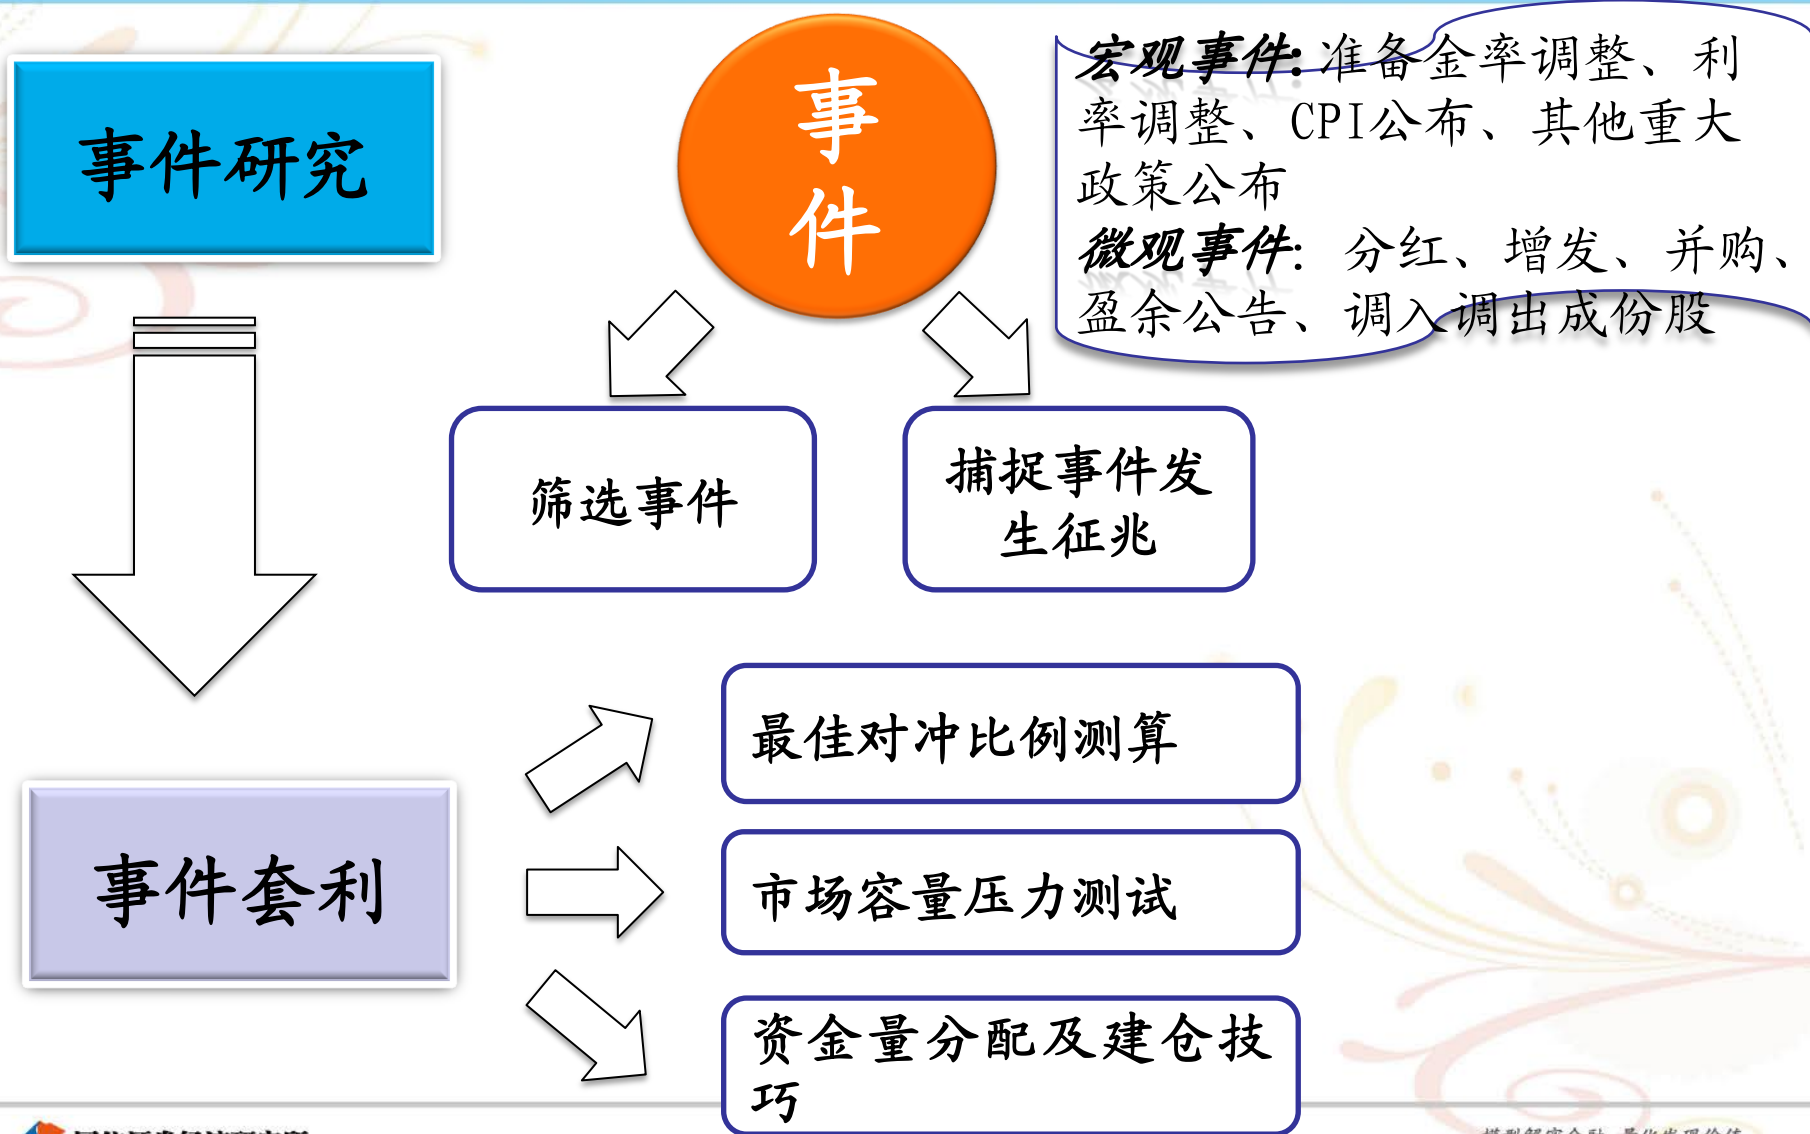 事件研究
事
件
宏观事件:准备金率调整、利
率调整、CPI公布、其他重大
政策公布
微观事件: 分红、增发、并购、
盈余公告、调入调出成份股
筛选事件
捕捉事件发
生征兆
事件套利
最佳对冲比例测算
市场容量压力测试
资金量分配及建仓技
巧